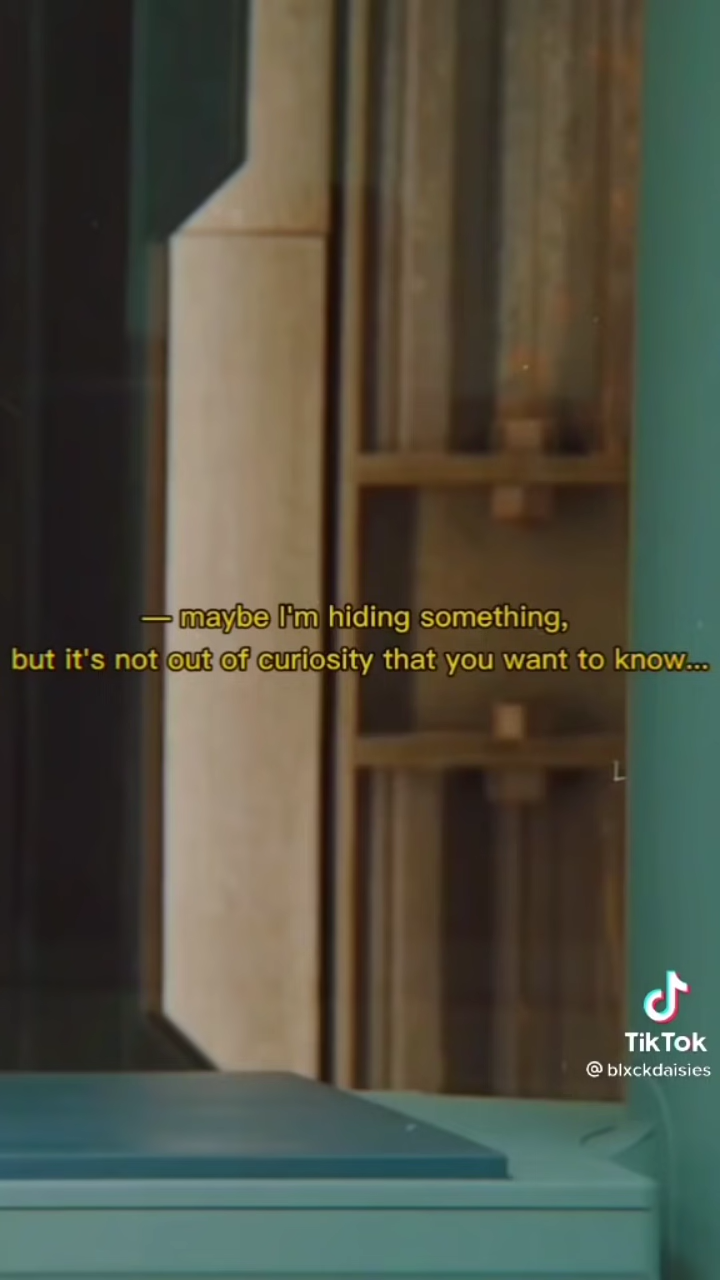 — maybe I'm hiding something,
but it's not out of curiosity that you want to know...
TikTok
@blxckdaisies